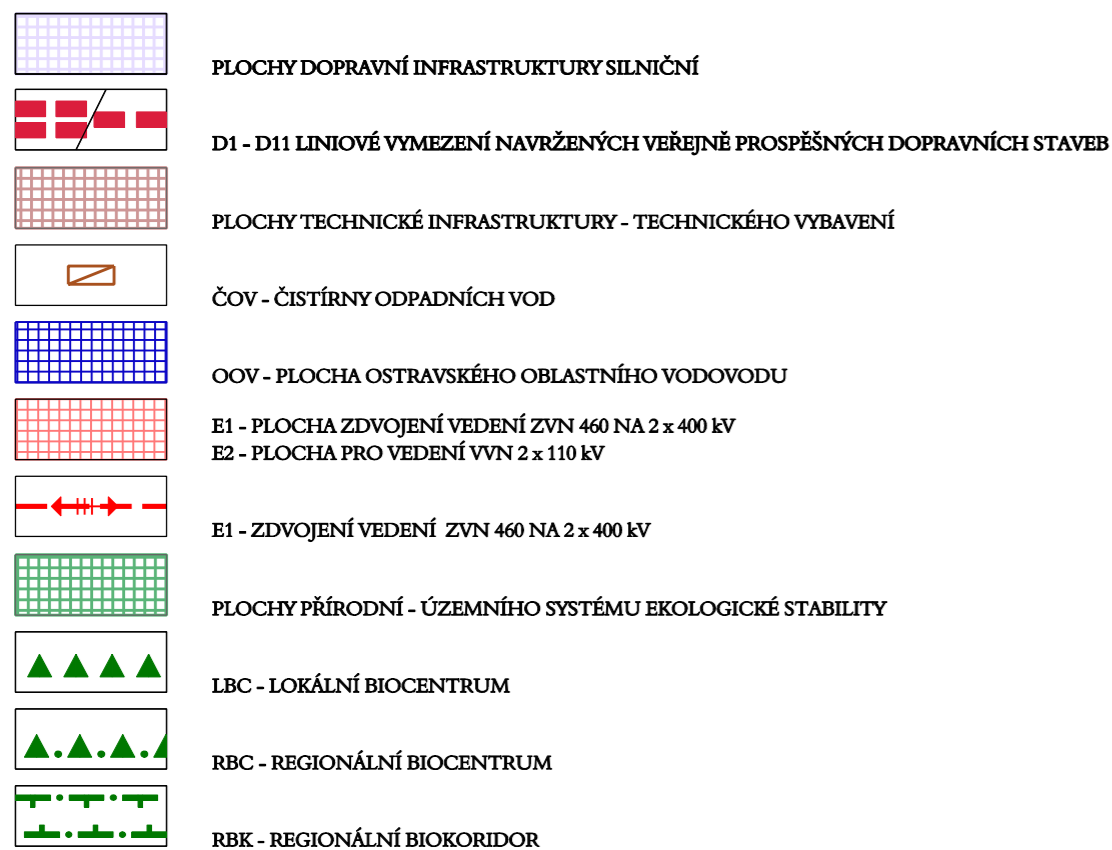 PLOCHY DOPRAVNÍ INFRASTRUKTURY SILNIČNÍ
D1 - D11 LINIOVÉ VYMEZENÍ NAVRŽENÝCH VEŘEJNĚ PROSPĚŠNÝCH DOPRAVNÍCH STAVEB
PLOCHY TECHNICKÉ INFRASTRUKTURY - TECHNICKÉHO VYBAVENÍ
ČOV - ČISTÍRNY ODPADNÍCH VOD
OOV - PLOCHA OSTRAVSKÉHO OBLASTNÍHO VODOVODU
E1 - PLOCHA ZDVOJENÍ VEDENÍ ZVN 460 NA 2 x 400 kV
E2 - PLOCHA PRO VEDENÍ VVN 2 x 110 kV
E1 - ZDVOJENÍ VEDENÍ ZVN 460 NA 2 x 400 kV
PLOCHY PŘÍRODNÍ - ÚZEMNÍHO SYSTÉMU EKOLOGICKÉ STABILITY
LBC - LOKÁLNÍ BIOCENTRUM
RBC - REGIONÁLNÍ BIOCENTRUM
RBK - REGIONÁLNÍ BIOKORIDOR